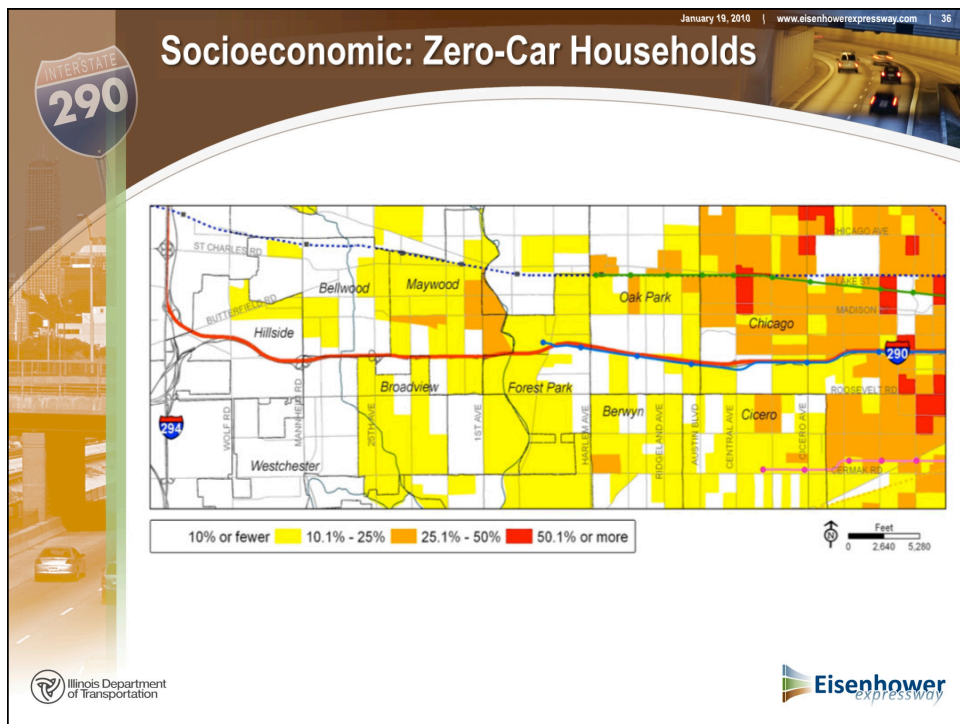 January 19, 2010 | www.eisenhowerexpressway.com | 36
Socioeconomic: Zero-Car Households
INTERSTATE
290
ST CHARLES RD
CHICAGO AVE
Bellwood
Maywood
Oak Park
LAKE ST
BUTTERFIELD RD
MADISON ST
Hillside
Chicago
290
Broadview
Forest Park
ROOSEVELT RD
294
WOLF RD
MANNHEIM RD
25TH AVE
1ST AVE
HARLEM AVE
Berwyn
RIDGELAND AVE
AUSTIN BLVD
CENTRAL AVE
Cicero
CICERO AVE
Westchester
CERMAK RD
10% or fewer 10.1% - 25% 25.1% - 50% 50.1% or more
N
Feet
0 2,640 5,280
Illinois Department
of Transportation
Eisenhower
expressway